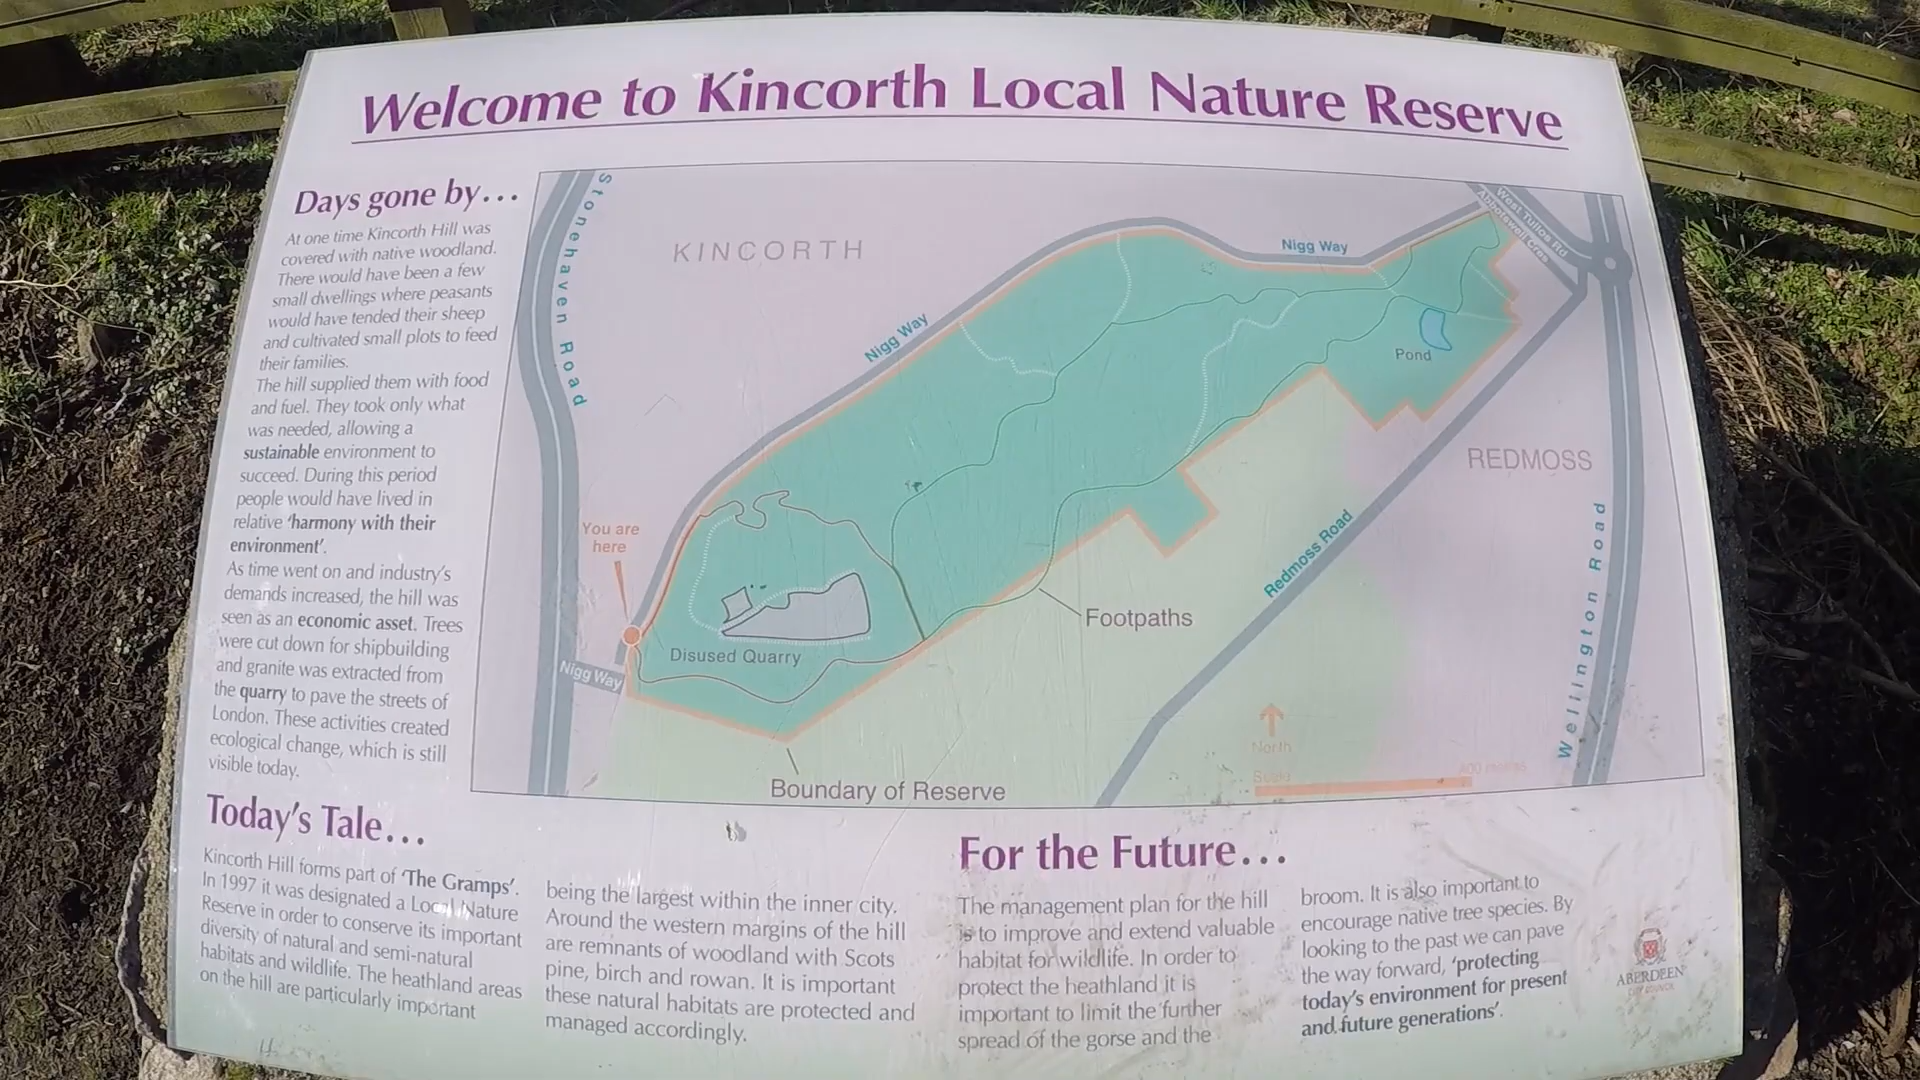 Welcome to Kincorth Local Nature Reserve
Days gone by...
At one time Kincorth Hill was
covered with native woodland.
There would have been a few
small dwellings where peasants
would have tended their sheep
and cultivated small plots to feed
their families.
The hill supplied them with food
and fuel. They took only what
was needed, allowing a
sustainable environment to
succeed. During this period
people would have lived in
relative 'harmony with their
environment'.
As time went on and industry's
demands increased, the hill was
seen as an economic asset. Trees
were cut down for shipbuilding
and granite was extracted from
the quarry to pave the streets of
London. These activities created
ecological change, which is still
visible today.
Stonehaven Road
KINCORTH
Nigg Way
Nigg Way
West Tullos Rd
Abbotswell Cres
Pond
REDMOSS
You are
here
Redmoss Road
Wellington Road
Footpaths
Disused Quarry
Nigg Way
North
Scale
400 metres
Boundary of Reserve
Today's Tale...
Kincorth Hill forms part of 'The Gramps'.
In 1997 it was designated a Local Nature
Reserve in order to conserve its important
diversity of natural and semi-natural
habitats and wildlife. The heathland areas
on the hill are particularly important
being the largest within the inner city.
Around the western margins of the hill
are remnants of woodland with Scots
pine, birch and rowan. It is important
these natural habitats are protected and
managed accordingly.
For the Future...
The management plan for the hill
is to improve and extend valuable
habitat for wildlife. In order to
protect the heathland it is
important to limit the further
spread of the gorse and the
broom. It is also important to
encourage native tree species. By
looking to the past we can pave
the way forward, 'protecting
today's environment for present
and future generations'.
ABERDEEN
CITY COUNCIL